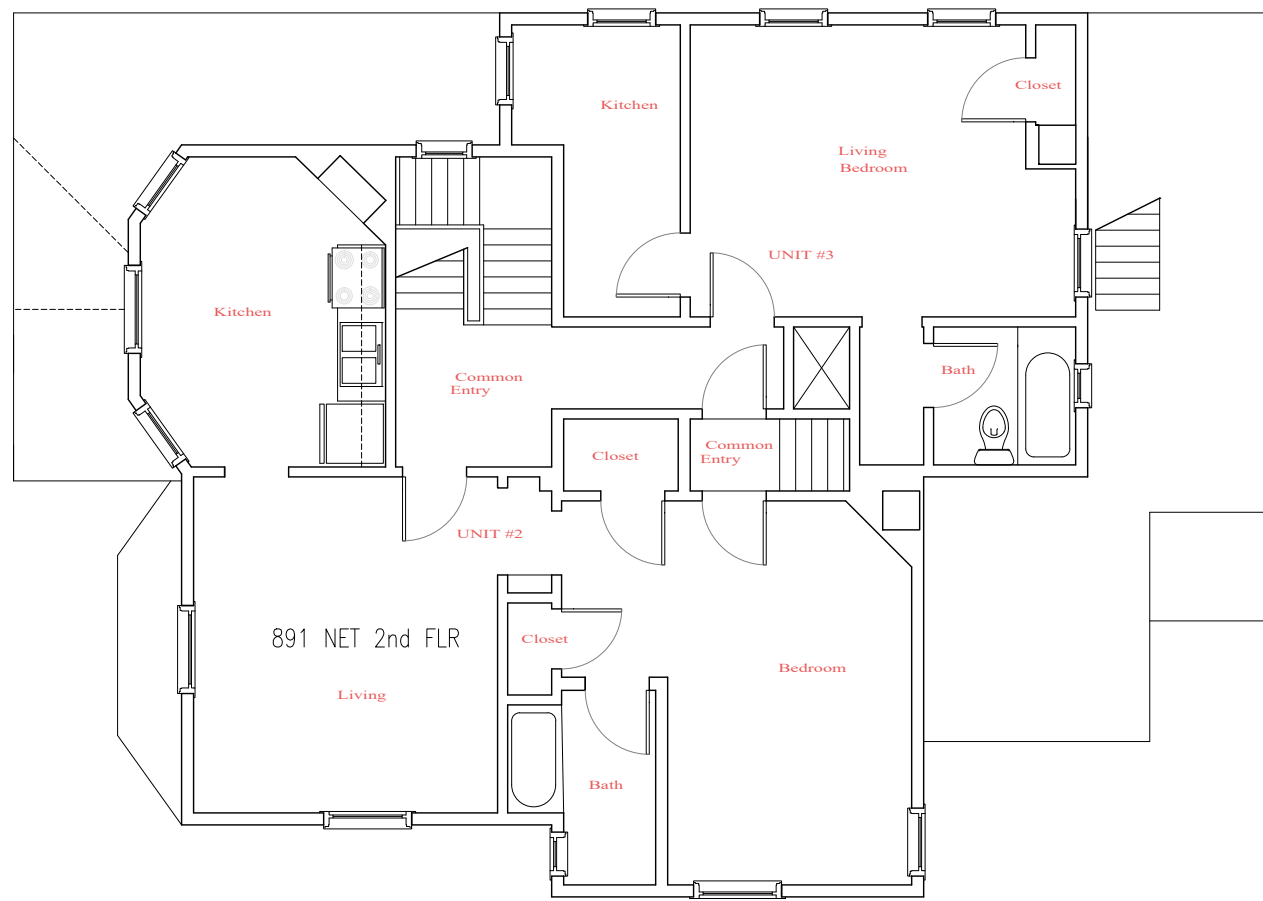 Closet
Kitchen
Living
Bedroom
UNIT #3
Kitchen
Common
Entry
Bath
Common
Entry
Closet
UNIT #2
891 NET 2nd FLR
Closet
Bedroom
Living
Bath